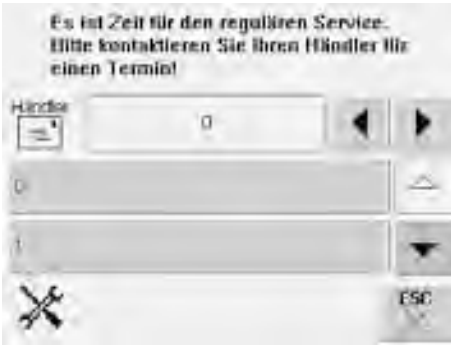 Es ist Zeit für den regulären Service.
Bitte kontaktieren Sie Ihren Händler für
einen Termin!
Händler
0
0
1
ESC